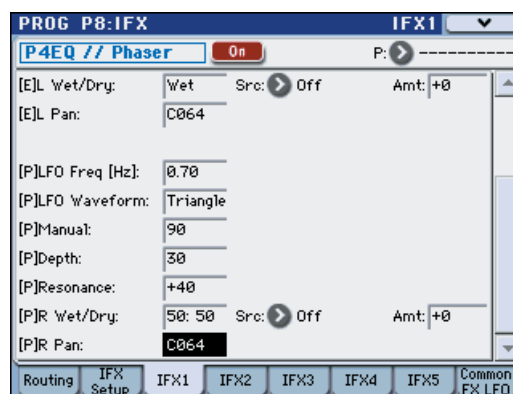 PROG P8:IFX IFX1
P4EQ // Phaser On P: ----------
[E]L Wet/Dry: Wet Src: Off Amt: +0
[E]L Pan: C064
[P]LFO Freq [Hz]: 0.70
[P]LFO Waveform: Triangle
[P]Manual: 90
[P]Depth: 30
[P]Resonance: +40
[P]R Wet/Dry: 50: 50 Src: Off Amt: +0
[P]R Pan: C064
Routing IFX Setup IFX1 IFX2 IFX3 IFX4 IFX5 Common FX LFO